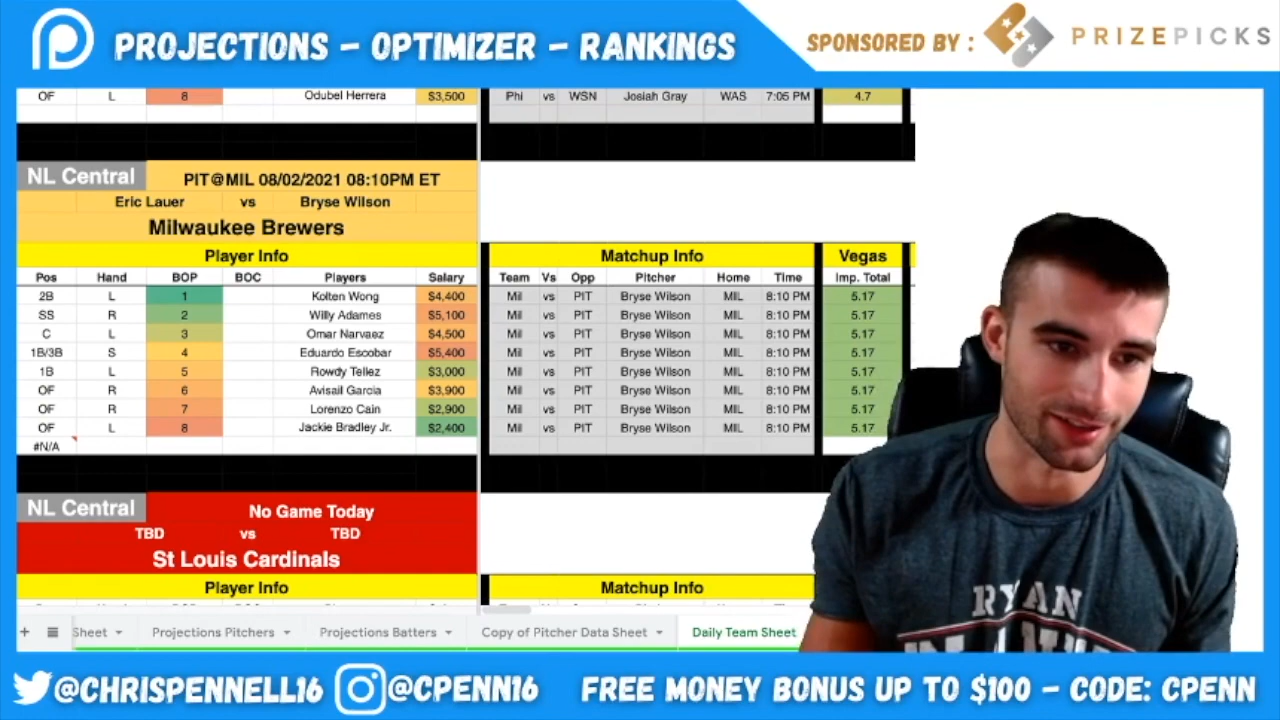 PROJECTIONS - OPTIMIZER - RANKINGS
SPONSORED BY : PRIZEPICKS
OF L 8 Odubel Herrera $3,500 Phi vs WSN Josiah Gray WAS 7:05 PM 4.7
NL Central PIT@MIL 08/02/2021 08:10PM ET
Eric Lauer vs Bryse Wilson
Milwaukee Brewers
Player Info Matchup Info Vegas
Pos Hand BOP BOC Players Salary Team Vs Opp Pitcher Home Time Imp. Total
2B L 1 Kolten Wong $4,400 Mil vs PIT Bryse Wilson MIL 8:10 PM 5.17
SS R 2 Willy Adames $5,100 Mil vs PIT Bryse Wilson MIL 8:10 PM 5.17
C L 3 Omar Narvaez $4,500 Mil vs PIT Bryse Wilson MIL 8:10 PM 5.17
1B/3B S 4 Eduardo Escobar $5,400 Mil vs PIT Bryse Wilson MIL 8:10 PM 5.17
1B L 5 Rowdy Tellez $3,000 Mil vs PIT Bryse Wilson MIL 8:10 PM 5.17
OF R 6 Avisail Garcia $3,900 Mil vs PIT Bryse Wilson MIL 8:10 PM 5.17
OF R 7 Lorenzo Cain $2,900 Mil vs PIT Bryse Wilson MIL 8:10 PM 5.17
OF L 8 Jackie Bradley Jr. $2,400 Mil vs PIT Bryse Wilson MIL 8:10 PM 5.17
#N/A
NL Central No Game Today
TBD vs TBD
St Louis Cardinals
Player Info Matchup Info
+ Sheet Projections Pitchers Projections Batters Copy of Pitcher Data Sheet Daily Team Sheet
RYAN
@CHRISPENNELL16 @CPENN16 FREE MONEY BONUS UP TO $100 - CODE: CPENN